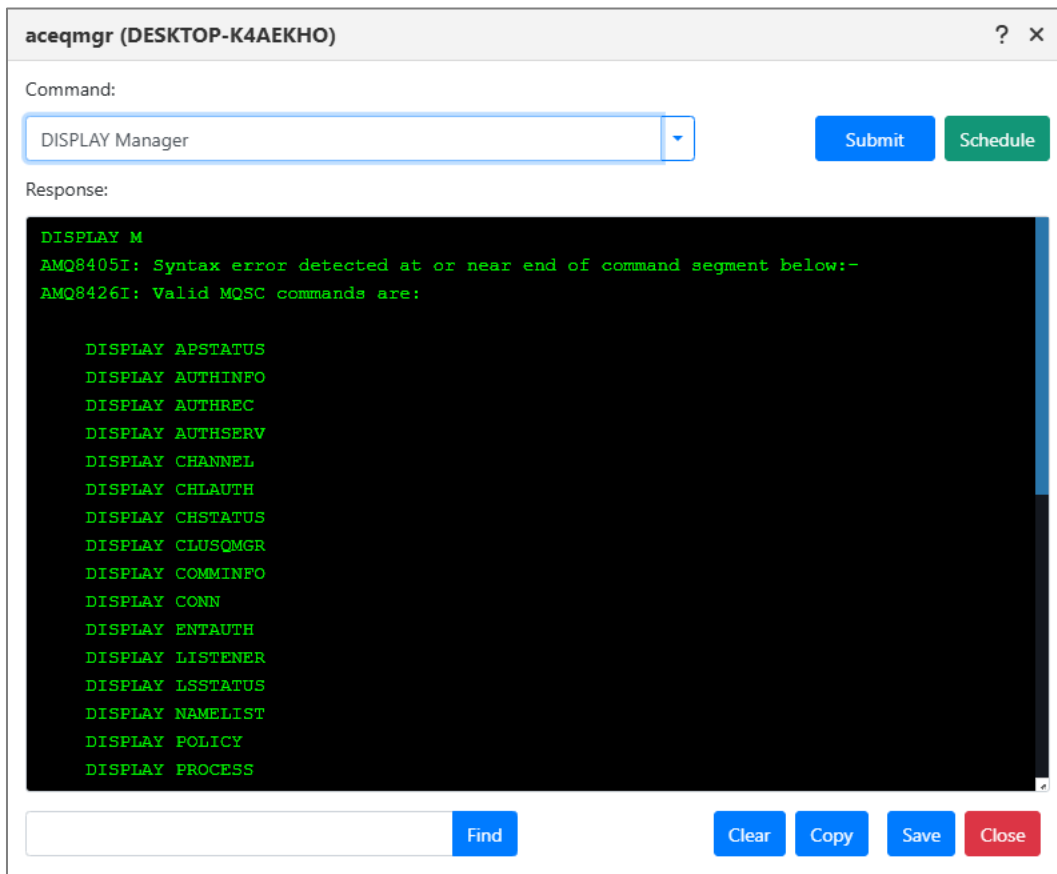 aceqmgr (DESKTOP-K4AEKHO) ? ×
Command:
DISPLAY Manager
Submit Schedule
Response:
DISPLAY M
AMQ8405I: Syntax error detected at or near end of command segment below:-
AMQ8426I: Valid MQSC commands are:
DISPLAY APSTATUS
DISPLAY AUTHINFO
DISPLAY AUTHREC
DISPLAY AUTHSERV
DISPLAY CHANNEL
DISPLAY CHLAUTH
DISPLAY CHSTATUS
DISPLAY CLUSQMGR
DISPLAY COMMINFO
DISPLAY CONN
DISPLAY ENTAUTH
DISPLAY LISTENER
DISPLAY LSSTATUS
DISPLAY NAMELIST
DISPLAY POLICY
DISPLAY PROCESS
Find Clear Copy Save Close